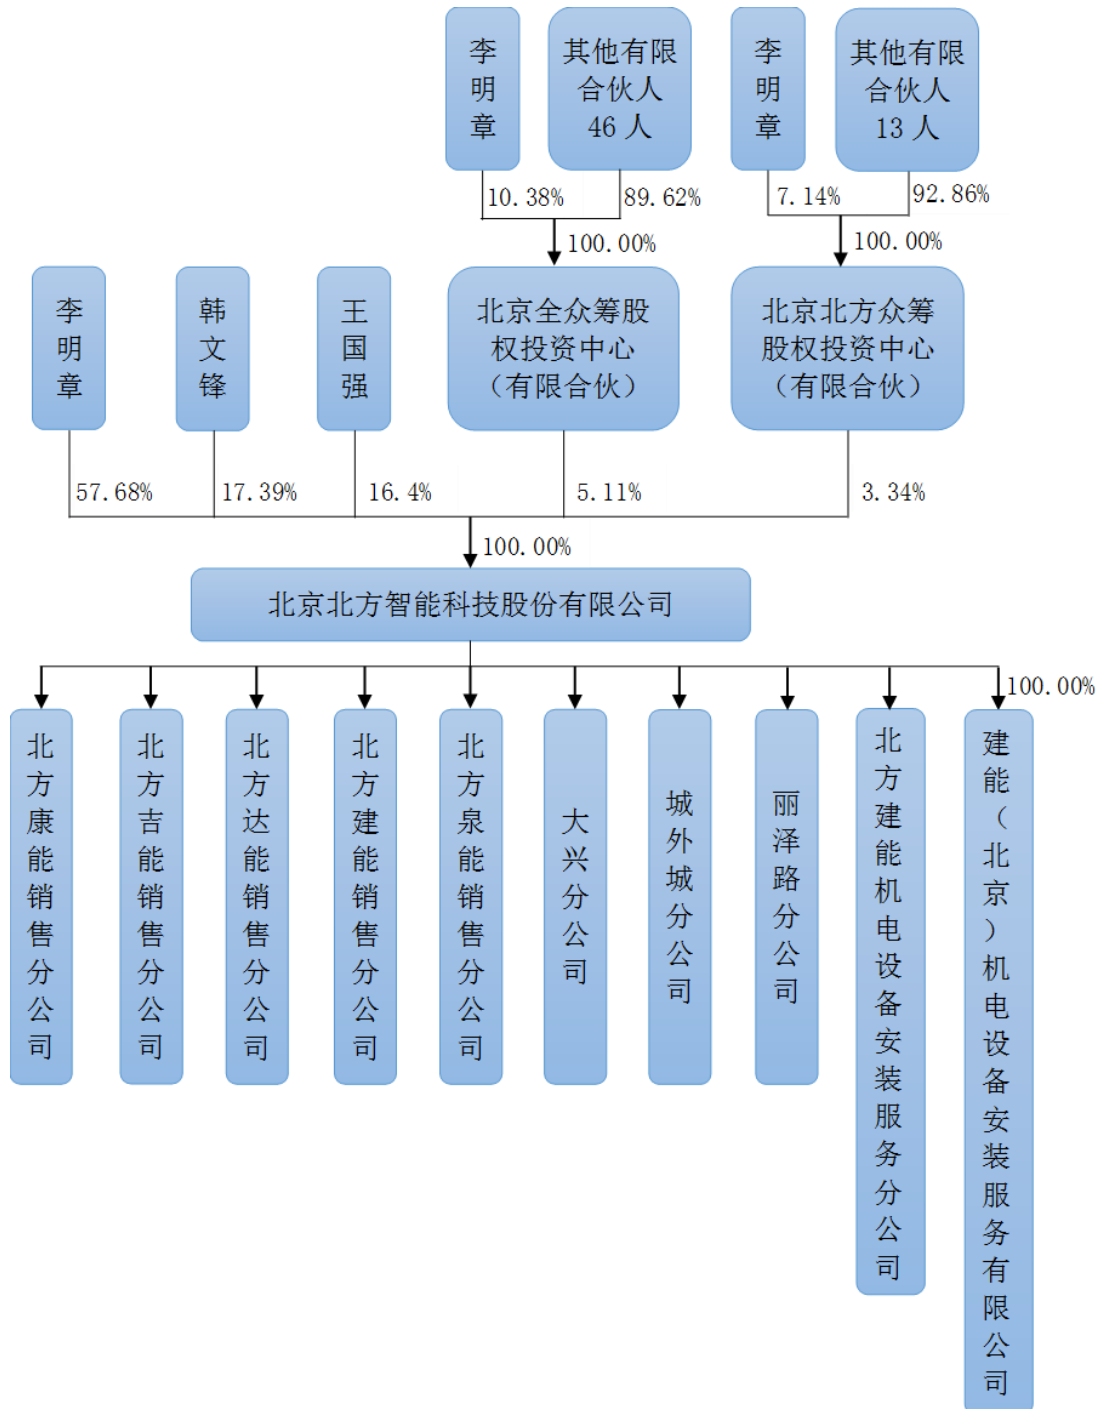 李明章
其他有限
合伙人
46 人
李明章
其他有限
合伙人
13 人
10.38%
89.62%
7.14%
92.86%
100.00%
100.00%
李明章
韩文锋
王国强
北京全众筹股
权投资中心
（有限合伙）
北京北方众筹
股权投资中心
（有限合伙）
57.68%
17.39%
16.4%
5.11%
3.34%
100.00%
北京北方智能科技股份有限公司
100.00%
北方康能销售分公司
北方吉能销售分公司
北方达能销售分公司
北方建能销售分公司
北方泉能销售分公司
大兴分公司
城外城分公司
丽泽路分公司
北方建能机电设备安装服务分公司
建能（北京）机电设备安装服务有限公司